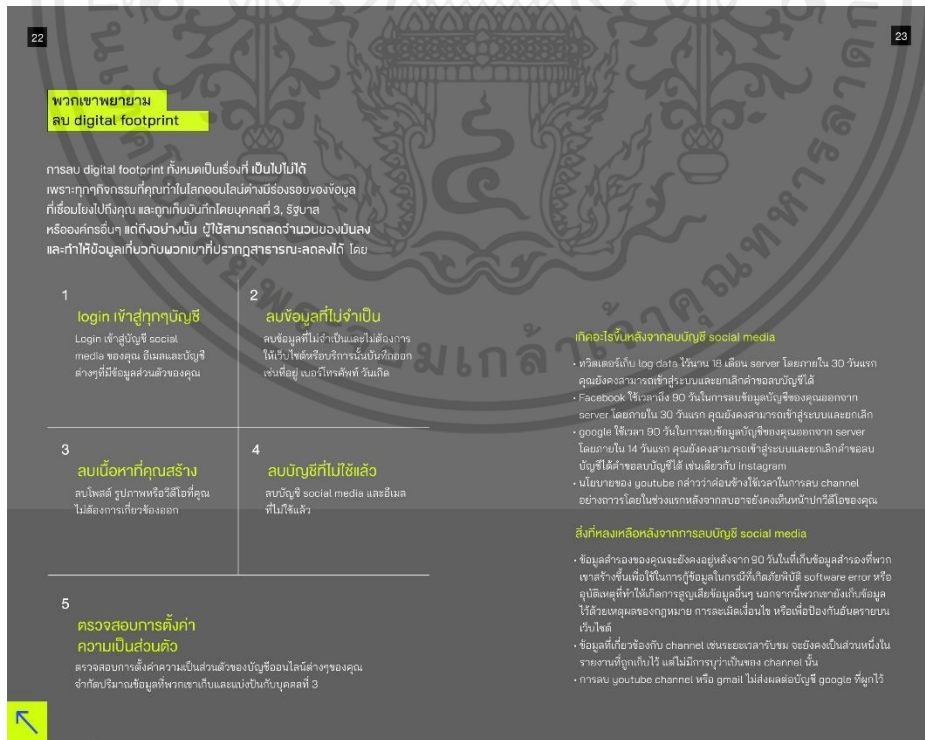 22
23
พวกเขาพยายาม
ลบ digital footprint
การลบ digital footprint ทั้งหมดเป็นเรื่องที่ เป็นไปไม่ได้
เพราะทุกๆกิจกรรมที่คุณทำในโลกออนไลน์ต่างมีร่องรอยของข้อมูล
ที่เชื่อมโยงไปถึงคุณ และถูกเก็บบันทึกโดยบุคคลที่ 3, รัฐบาล
หรือองค์กรอื่นๆ แต่ถึงอย่างนั้น ผู้ใช้สามารถลดจำนวนของมันลง
และทำให้ข้อมูลเกี่ยวกับพวกเขาที่ปรากฏสาธารณะลดลงได้ โดย
1
login เข้าสู่ทุกๆบัญชี
Login เข้าสู่บัญชี social
media ของคุณ อีเมลและบัญชี
ต่างๆที่มีข้อมูลส่วนตัวของคุณ
2
ลบข้อมูลที่ไม่จำเป็น
ลบข้อมูลที่ไม่จำเป็นและไม่ต้องการ
ให้เว็บไซต์หรือบริการนั้นบันทึกออก
เช่นที่อยู่ เบอร์โทรศัพท์ วันเกิด
3
ลบเนื้อหาที่คุณสร้าง
ลบโพสต์ รูปภาพหรือวีดีโอที่คุณ
ไม่ต้องการเกี่ยวข้องออก
4
ลบบัญชีที่ไม่ใช้แล้ว
ลบบัญชี social media และอีเมล
ที่ไม่ใช้แล้ว
5
ตรวจสอบการตั้งค่า
ความเป็นส่วนตัว
ตรวจสอบการตั้งค่าความเป็นส่วนตัวของบัญชีออนไลน์ต่างๆของคุณ
จำกัดปริมาณข้อมูลที่พวกเขาเก็บและแบ่งปันกับบุคคลที่ 3
เกิดอะไรขึ้นหลังจากลบบัญชี social media
• ทวิตเตอร์เก็บ log data ไว้นาน 18 เดือน server โดยภายใน 30 วันแรก
คุณยังคงสามารถเข้าสู่ระบบและยกเลิกคำขอลบบัญชีได้
• Facebook ใช้เวลาถึง 90 วันในการลบข้อมูลบัญชีของคุณออกจาก
server โดยภายใน 30 วันแรก คุณยังคงสามารถเข้าสู่ระบบและยกเลิก
• google ใช้เวลา 90 วันในการลบข้อมูลบัญชีของคุณออกจาก server
โดยภายใน 14 วันแรก คุณยังคงสามารถเข้าสู่ระบบและยกเลิกคำขอลบ
บัญชีได้คำขอลบบัญชีได้ เช่นเดียวกับ Instagram
• นโยบายของ youtube กล่าวว่าค่อนข้างใช้เวลาในการลบ channel
อย่างถาวรโดยในช่วงแรกหลังจากลบอาจยังคงเห็นหน้าปกวีดีโอของคุณ
สิ่งที่หลงเหลือหลังจากการลบบัญชี social media
• ข้อมูลสำรองของคุณจะยังคงอยู่หลังจาก 90 วันในที่เก็บข้อมูลสำรองที่พวก
เขาสร้างขึ้นเพื่อใช้ในการกู้ข้อมูลในกรณีที่เกิดภัยพิบัติ software error หรือ
อุบัติเหตุที่ทำให้เกิดการสูญเสียข้อมูลอื่นๆ นอกจากนี้พวกเขายังเก็บข้อมูล
ไว้ด้วยเหตุผลของกฎหมาย การละเมิดเงื่อนไข หรือเพื่อป้องกันอันตรายบน
เว็บไซต์
• ข้อมูลที่เกี่ยวข้องกับ channel เช่นระยะเวลารับชม จะยังคงเป็นส่วนหนึ่งใน
รายงานที่ถูกเก็บไว้ แต่ไม่มีการบุว่าเป็นของ channel นั้น
• การลบ youtube channel หรือ gmail ไม่ส่งผลต่อบัญชี google ที่ผูกไว้